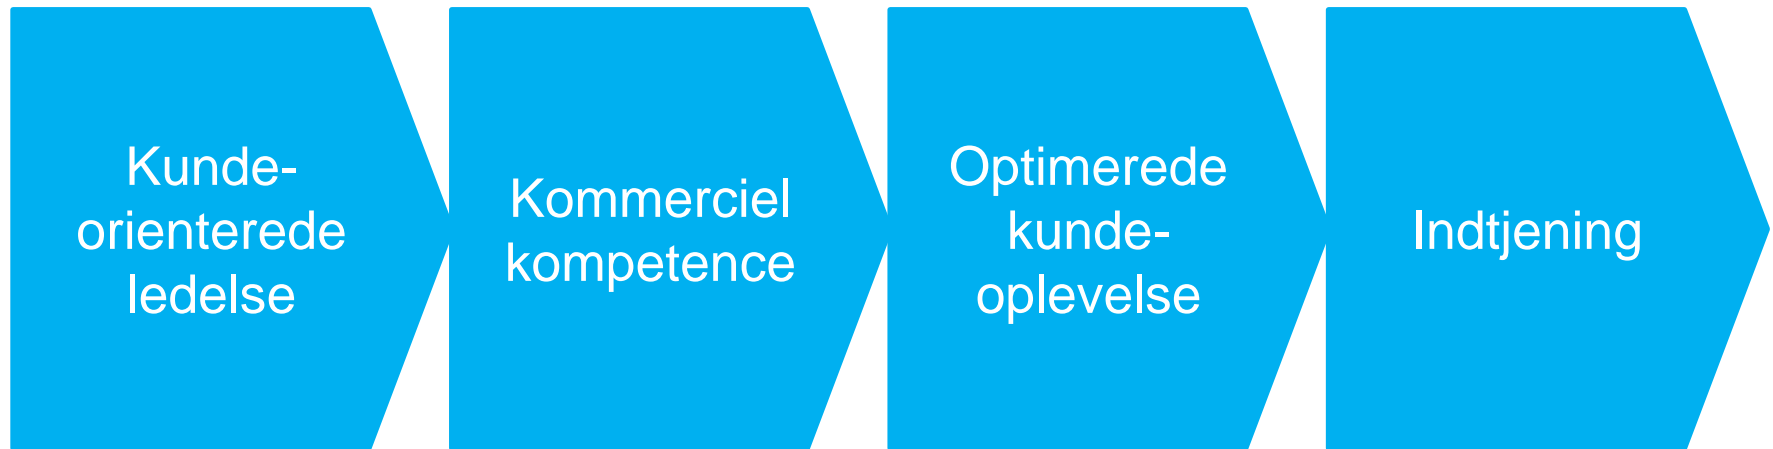 Kunde-
orienterede
ledelse
Kommerciel
kompetence
Optimerede
kunde-
oplevelse
Indtjening